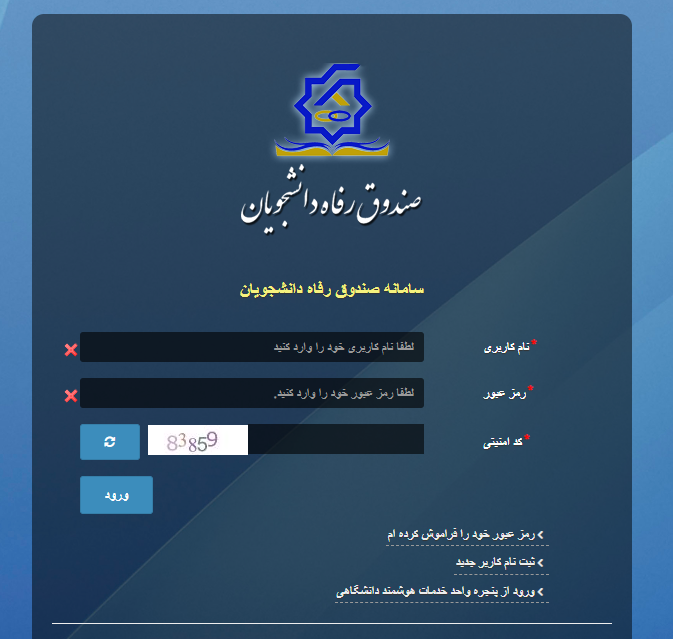 صندوق رفاه دانشجویان
سامانه صندوق رفاه دانشجویان
* نام کاربری
لطفا نام کاربری خود را وارد کنید
* رمز عبور
لطفا رمز عبور خود را وارد کنید.
* کد امنیتی
83859
ورود
رمز عبور خود را فراموش کرده ام
ثبت نام کاربر جدید
ورود از پنجره واحد خدمات هوشمند دانشگاهی